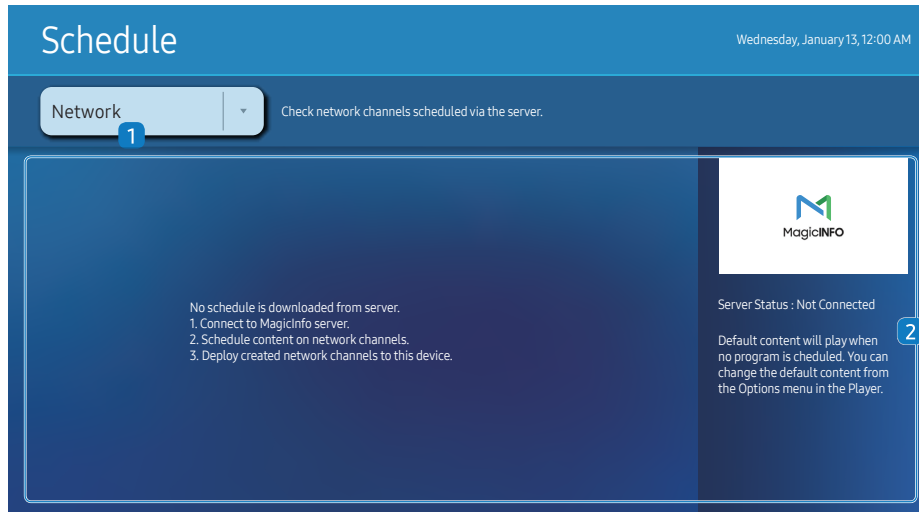 Schedule
Wednesday, January 13, 12:00 AM
Network
1
Check network channels scheduled via the server.
MagicINFO
No schedule is downloaded from server.
1. Connect to MagicInfo server.
2. Schedule content on network channels.
3. Deploy created network channels to this device.
Server Status : Not Connected
2
Default content will play when
no program is cheduled. You can
change the default content from
the Options menu in the Player.